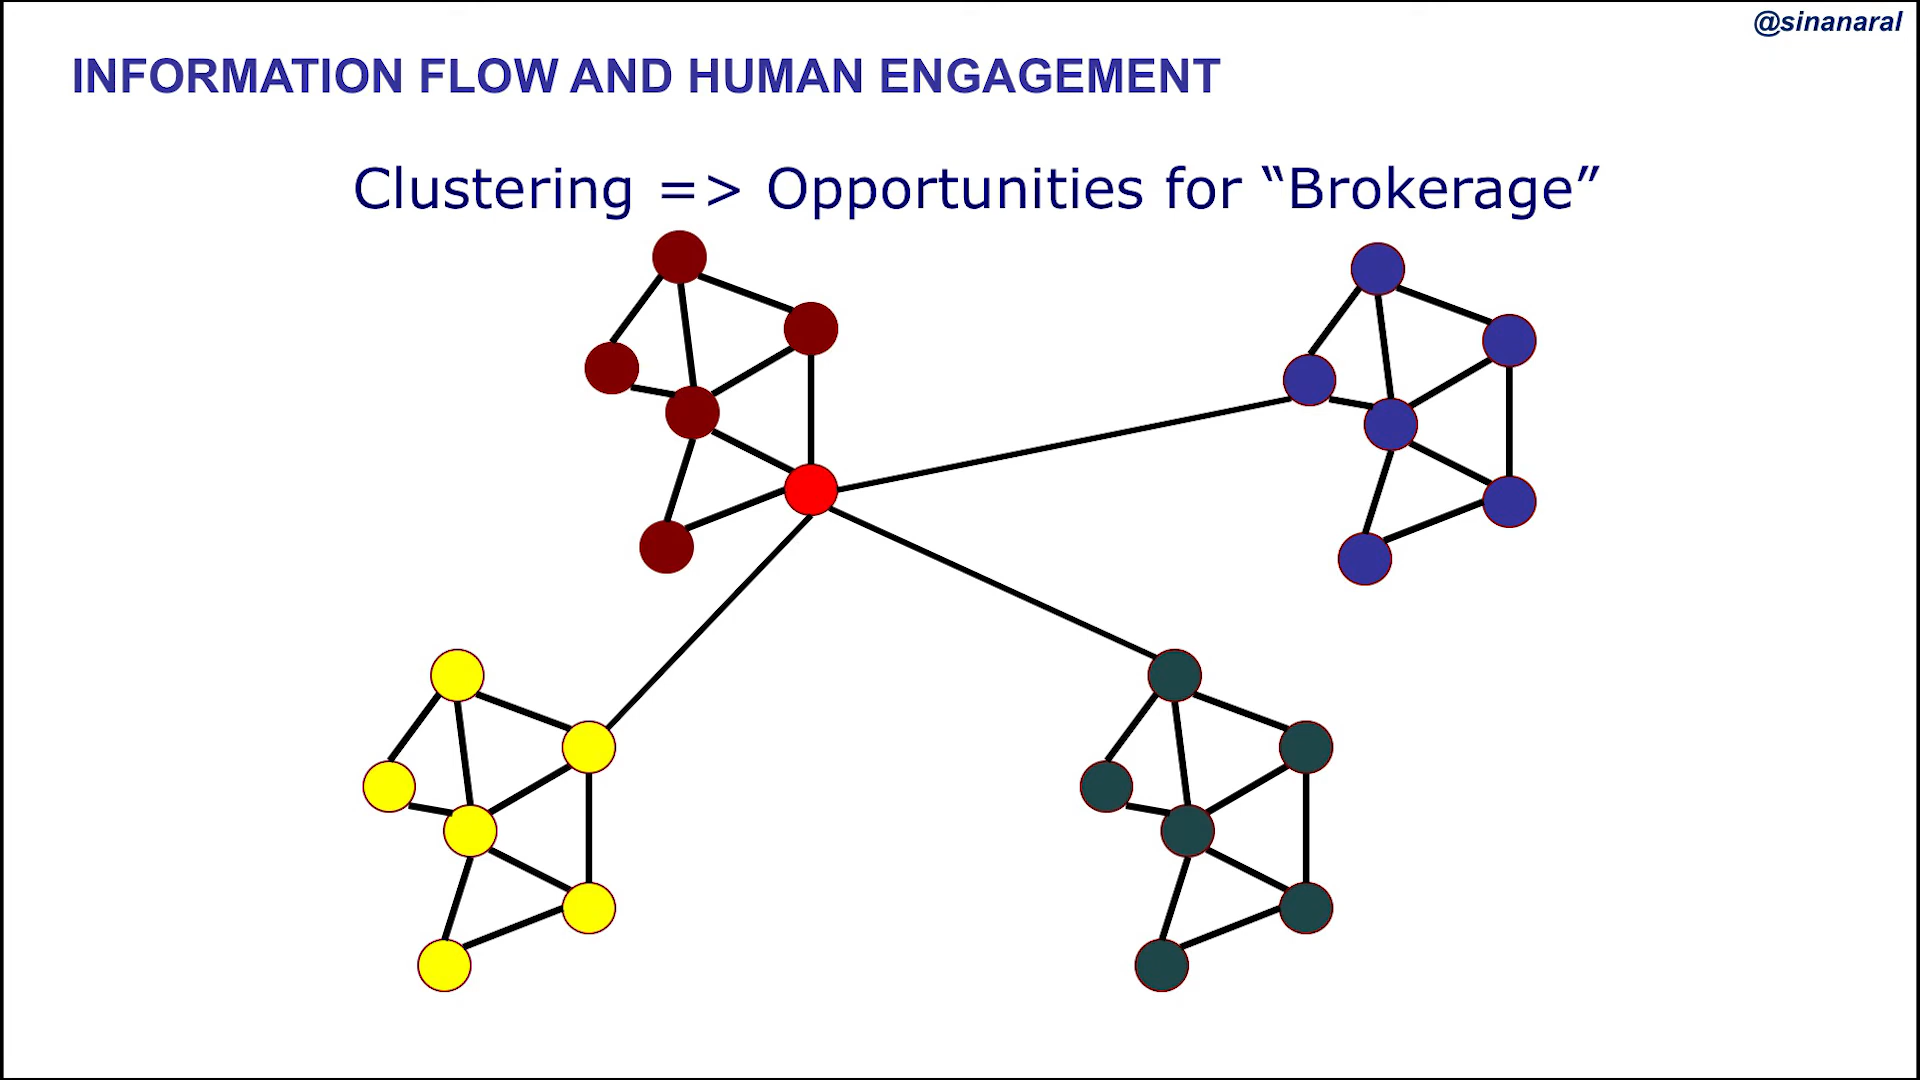 @sinanaral
INFORMATION FLOW AND HUMAN ENGAGEMENT
Clustering => Opportunities for “Brokerage”